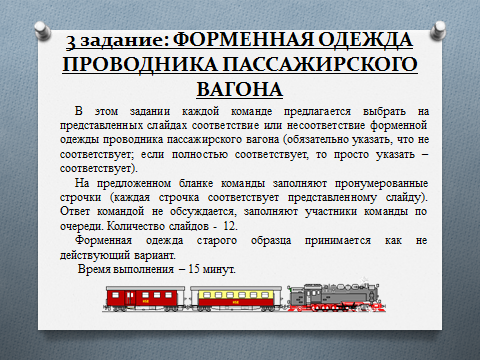 3 задание: ФОРМЕННАЯ ОДЕЖДА
ПРОВОДНИКА ПАССАЖИРСКОГО
ВАГОНА
В этом задании каждой команде предлагается выбрать на
представленных слайдах соответствие или несоответствие форменной
одежды проводника пассажирского вагона (обязательно указать, что не
соответствует; если полностью соответствует, то просто указать –
соответствует).
На предложенном бланке команды заполняют пронумерованные
строчки (каждая строчка соответствует представленному слайду).
Ответ командой не обсуждается, заполняют участники команды по
очереди. Количество слайдов - 12.
Форменная одежда старого образца принимается как не
действующий вариант.
Время выполнения – 15 минут.